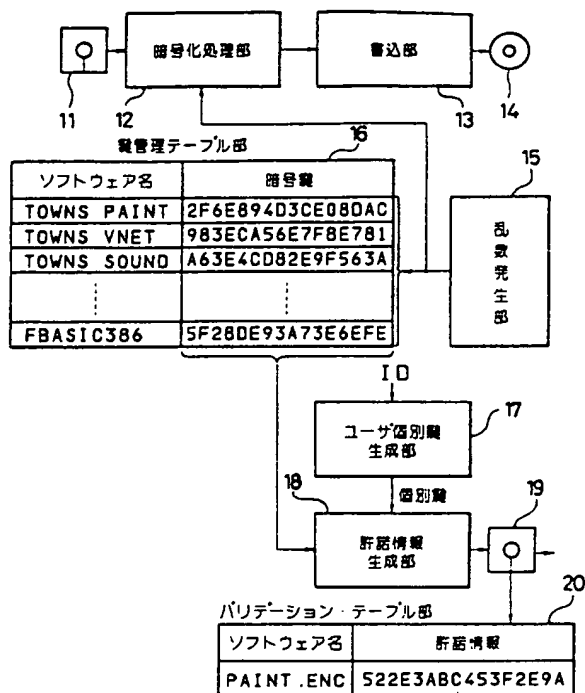 暗号化処理部
書込部
11
12
13
14
鍵管理テーブル部
16
15
ソフトウェア名 暗号鍵
TOWNS PAINT 2F6E894D3CE08DAC
TOWNS VNET 983ECA56E7F8E781
TOWNS SOUND A63E4CD82E9F563A
FBASIC386 5F28DE93A73E6EFE
乱数発生部
ID
ユーザ個別鍵
生成部
17
個別鍵
18
許諾情報
生成部
19
20
バリデーション・テーブル部
ソフトウェア名 許諾情報
PAINT.ENC 522E3ABC453F2E9A